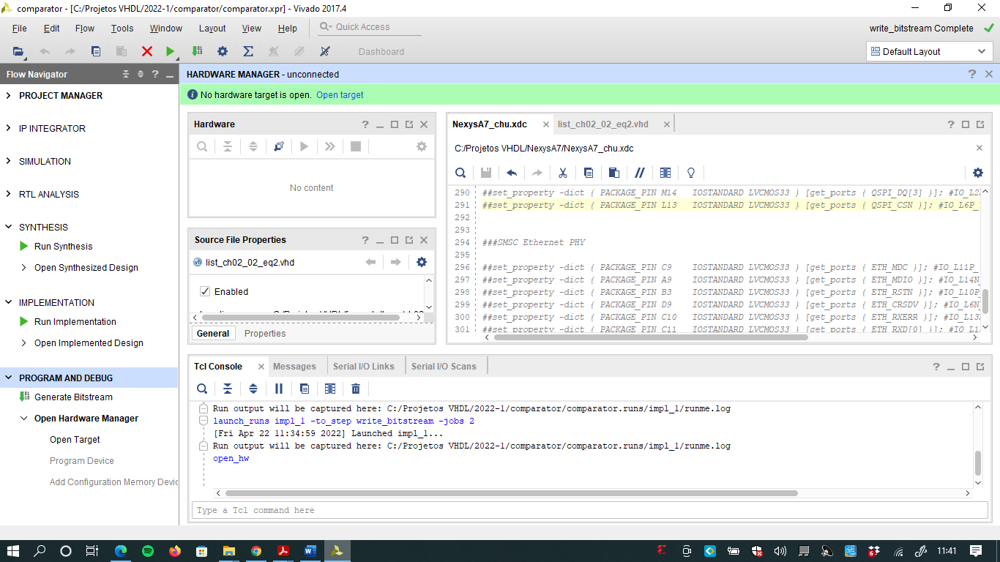 comparator - [C:/Projetos VHDL/2022-1/comparator/comparator.xpr] - Vivado 2017.4
File Edit Flow Tools Window Layout View Help Quick Access
write_bitstream Complete
Dashboard
Default Layout
Flow Navigator
PROJECT MANAGER
IP INTEGRATOR
SIMULATION
RTL ANALYSIS
SYNTHESIS
Run Synthesis
Open Synthesized Design
IMPLEMENTATION
Run Implementation
Open Implemented Design
PROGRAM AND DEBUG
Generate Bitstream
Open Hardware Manager
Open Target
Program Device
Add Configuration Memory Devic
HARDWARE MANAGER - unconnected
No hardware target is open. Open target
Hardware
No content
Source File Properties
list_ch02_02_eq2.vhd
Enabled
General Properties
NexysA7_chu.xdc list_ch02_02_eq2.vhd
C:/Projetos VHDL/NexysA7/NexysA7_chu.xdc
290 ##set_property -dict { PACKAGE_PIN M14 IOSTANDARD LVCMOS33 } [get_ports { QSPI_DQ[3] }]; #IO_L2
291 ##set_property -dict { PACKAGE_PIN L13 IOSTANDARD LVCMOS33 } [get_ports { QSPI_CSN }]; #IO_L6P_
292
293
294 ###SMSC Ethernet PHY
295
296 ##set_property -dict { PACKAGE_PIN C9 IOSTANDARD LVCMOS33 } [get_ports { ETH_MDC }]; #IO_L11P_
297 ##set_property -dict { PACKAGE_PIN A9 IOSTANDARD LVCMOS33 } [get_ports { ETH_MDIO }]; #IO_L14N_
298 ##set_property -dict { PACKAGE_PIN B3 IOSTANDARD LVCMOS33 } [get_ports { ETH_RSTN }]; #IO_L10P_
299 ##set_property -dict { PACKAGE_PIN D9 IOSTANDARD LVCMOS33 } [get_ports { ETH_CRSDV }]; #IO_L6N_
300 ##set_property -dict { PACKAGE_PIN C10 IOSTANDARD LVCMOS33 } [get_ports { ETH_RXERR }]; #IO_L13
301 ##set_property -dict { PACKAGE_PIN C11 IOSTANDARD LVCMOS33 } [get_ports { ETH_RXD[0] }]; #IO_L1
Tcl Console Messages Serial I/O Links Serial I/O Scans
Run output will be captured here: C:/Projetos VHDL/2022-1/comparator/comparator.runs/impl_1/runme.log
launch_runs impl_1 -to_step write_bitstream -jobs 2
[Fri Apr 22 11:34:59 2022] Launched impl_1...
Run output will be captured here: C:/Projetos VHDL/2022-1/comparator/comparator.runs/impl_1/runme.log
open_hw
Type a Tcl command here
11:41